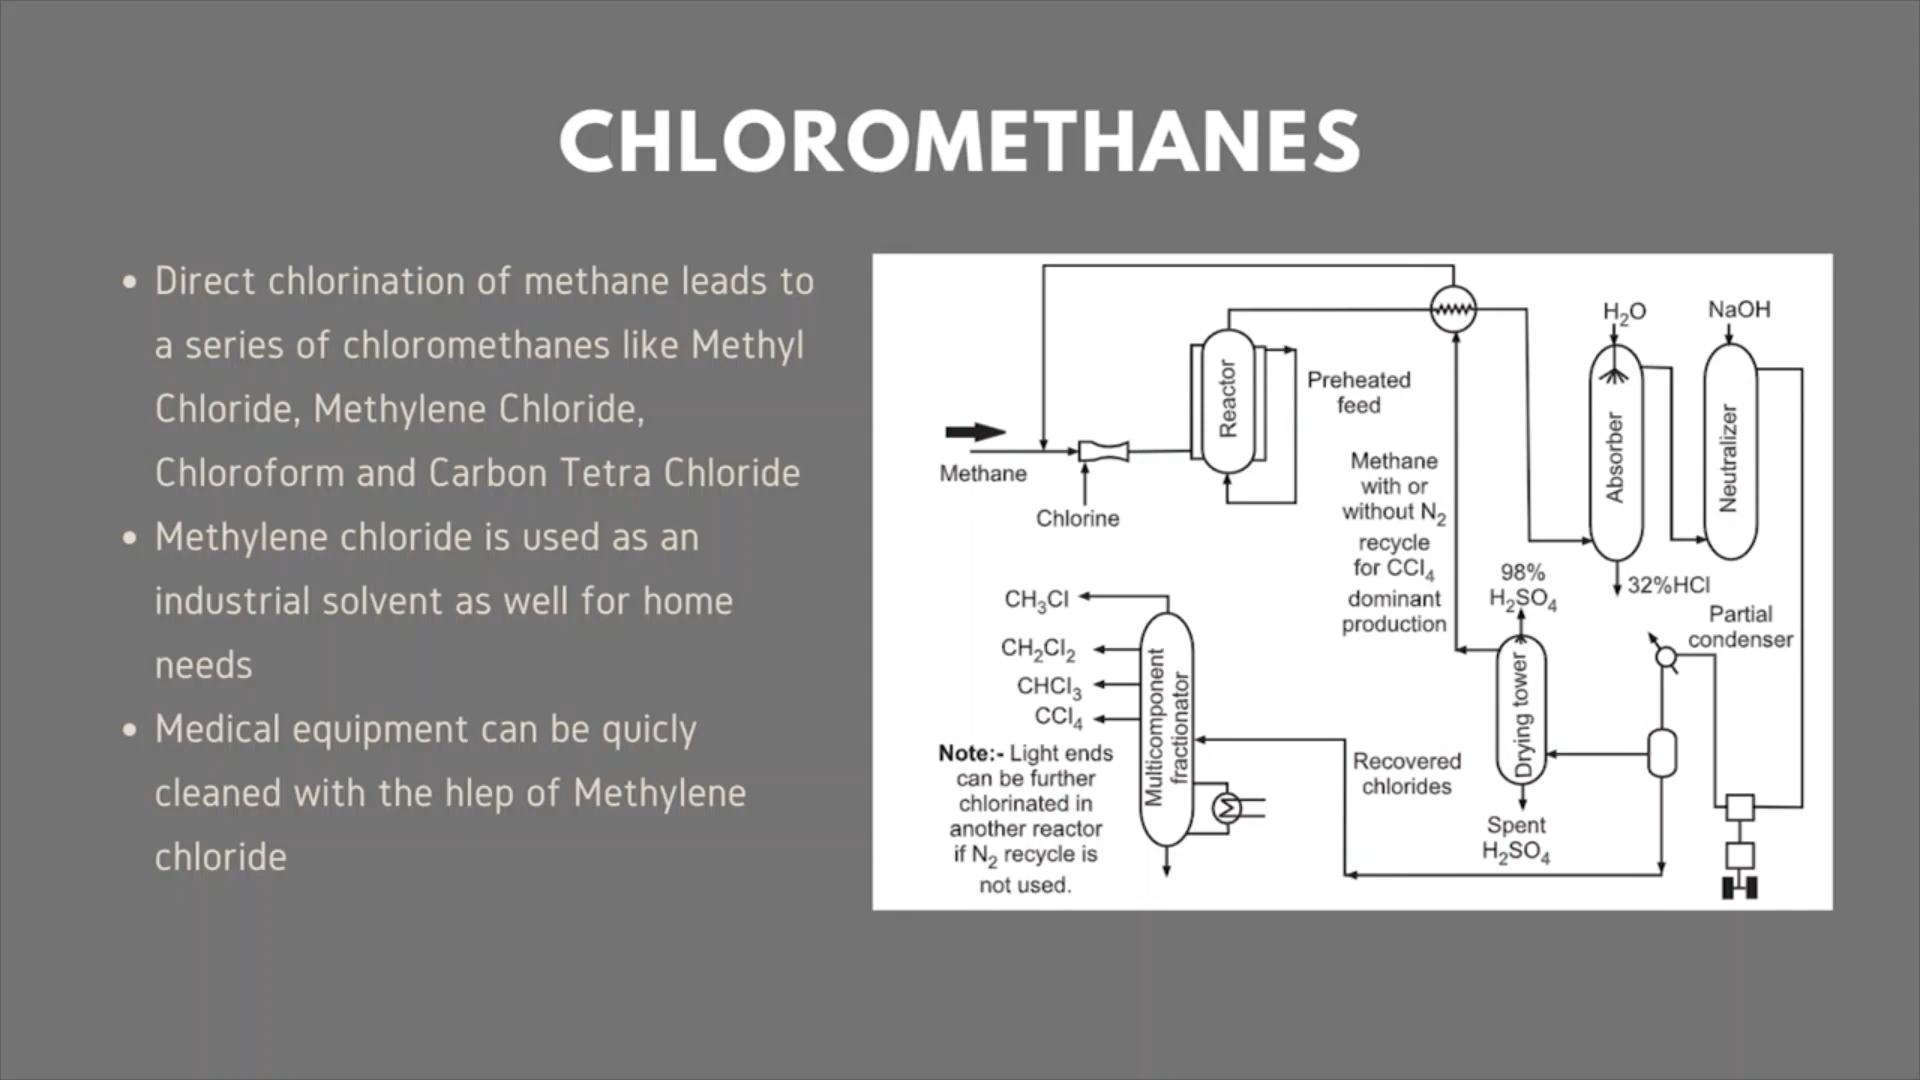 CHLOROMETHANES
• Direct chlorination of methane leads to
a series of chloromethanes like Methyl
Chloride, Methylene Chloride,
Chloroform and Carbon Tetra Chloride
• Methylene chloride is used as an
industrial solvent as well for home
needs
• Medical equipment can be quicly
cleaned with the hlep of Methylene
chloride
Methane
Chlorine
Reactor
Preheated
feed
Methane
with or
without N₂
recycle
for CCl₄
dominant
production
H₂O
NaOH
Absorber
Neutralizer
32%HCl
98%
H₂SO₄
Partial
condenser
Drying tower
Spent
H₂SO₄
Recovered
chlorides
CH₃Cl
CH₂Cl₂
CHCl₃
CCl₄
Multicomponent
fractionator
Note:- Light ends
can be further
chlorinated in
another reactor
if N₂ recycle is
not used.